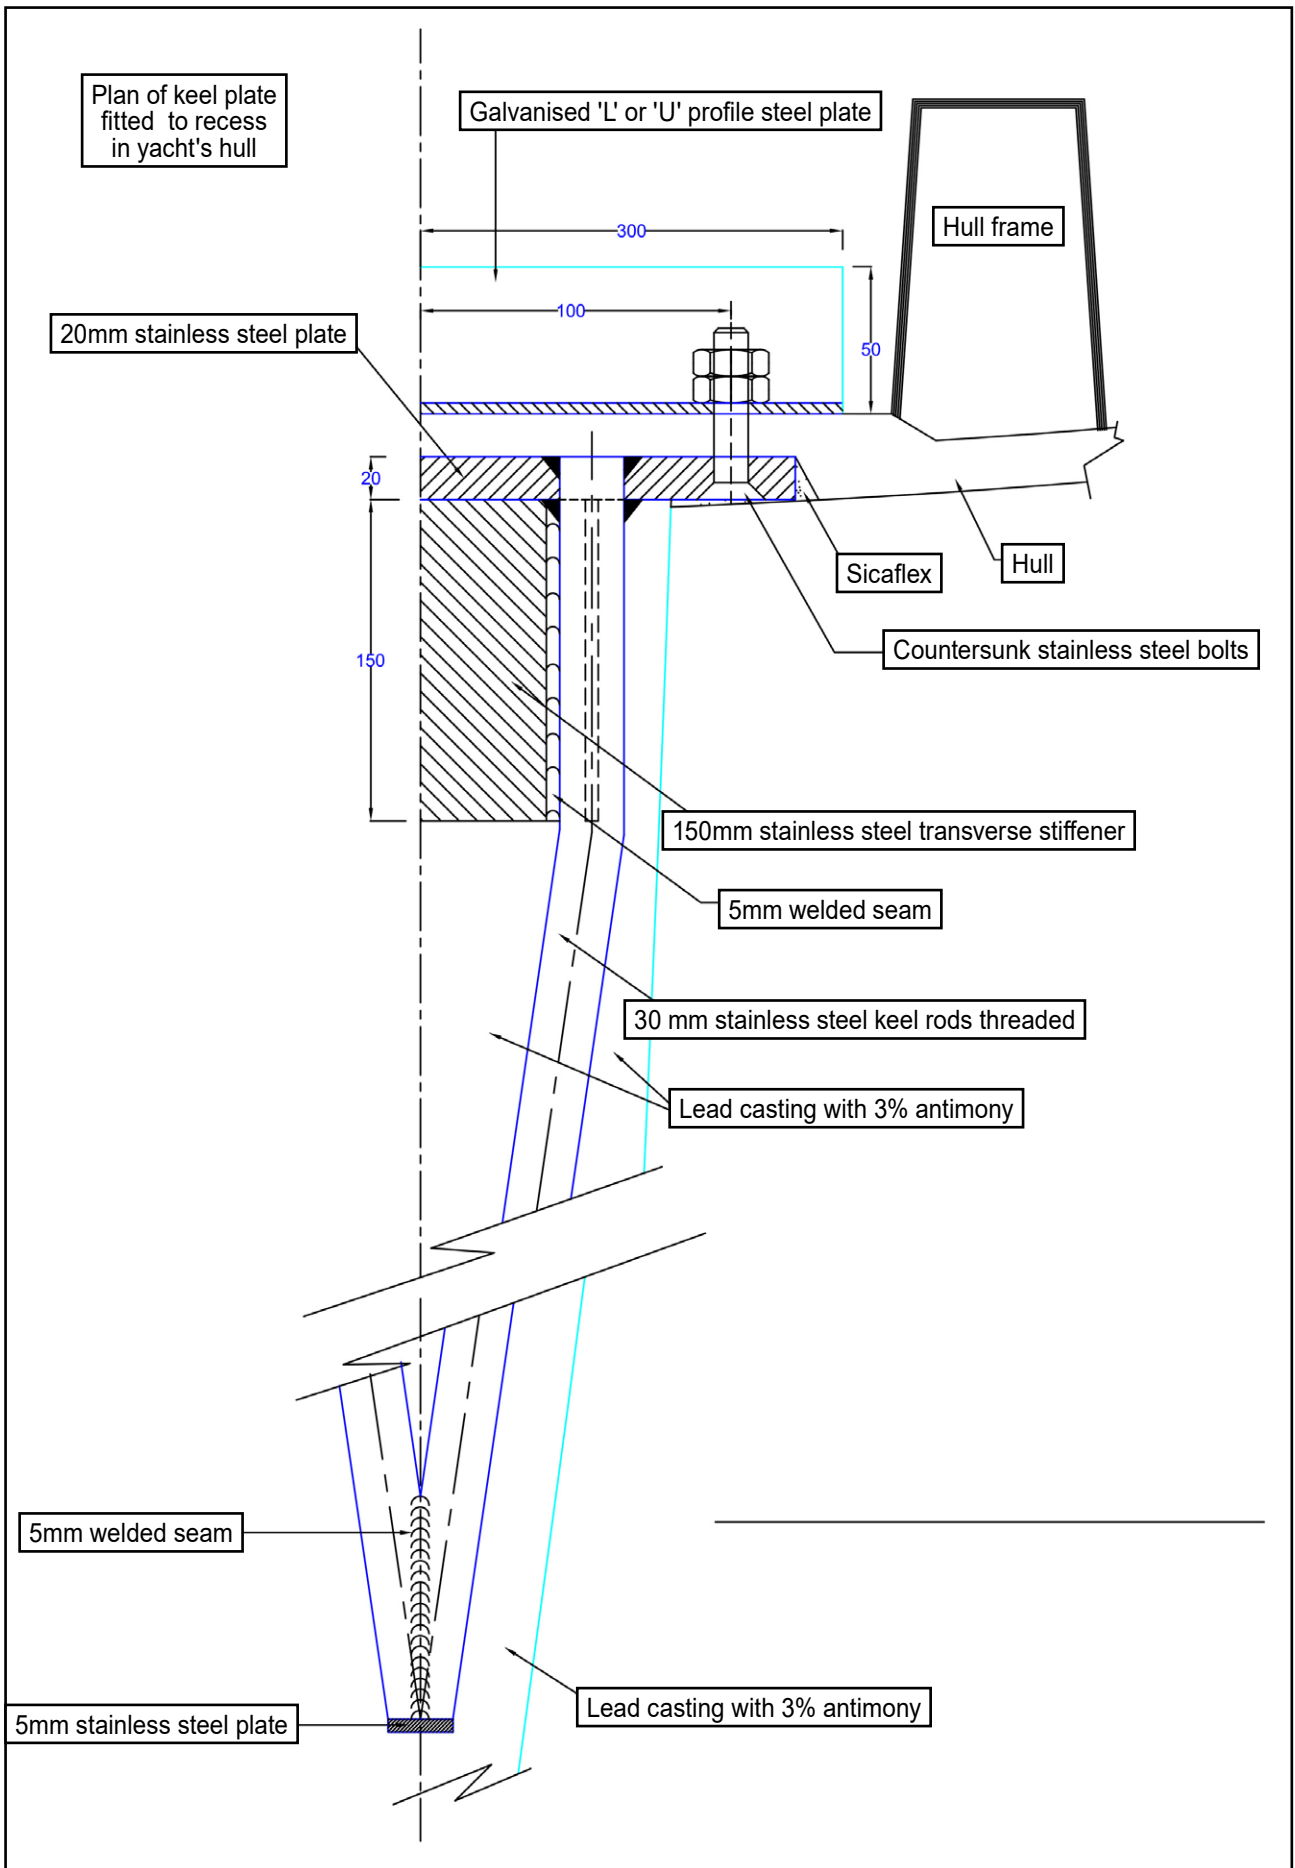 Plan of keel plate
fitted to recess
in yacht's hull
Galvanised 'L' or 'U' profile steel plate
Hull frame
300
100
20mm stainless steel plate
50
20
Sicaflex
Hull
Countersunk stainless steel bolts
150
150mm stainless steel transverse stiffener
5mm welded seam
30 mm stainless steel keel rods threaded
Lead casting with 3% antimony
5mm welded seam
Lead casting with 3% antimony
5mm stainless steel plate